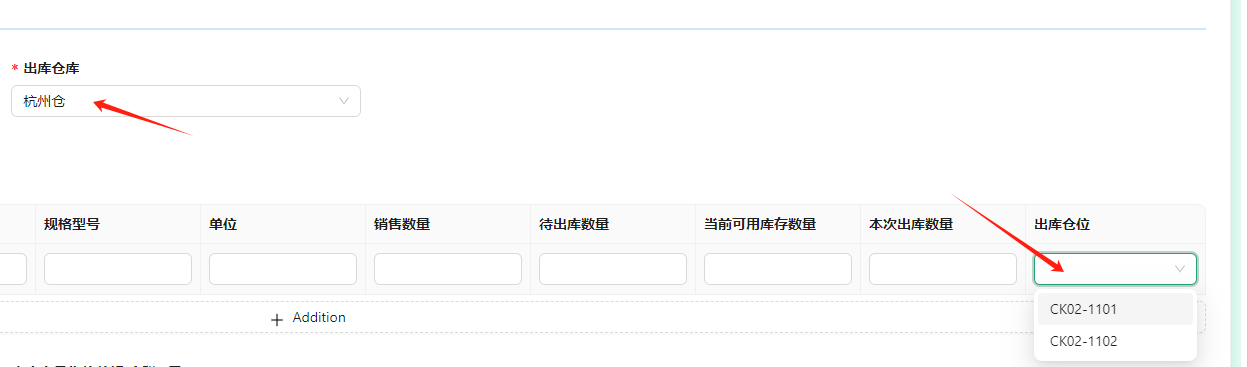 * 出库仓库
杭州仓
规格型号 单位 销售数量 待出库数量 当前可用库存数量 本次出库数量 出库仓位
+ Addition
CK02-1101
CK02-1102